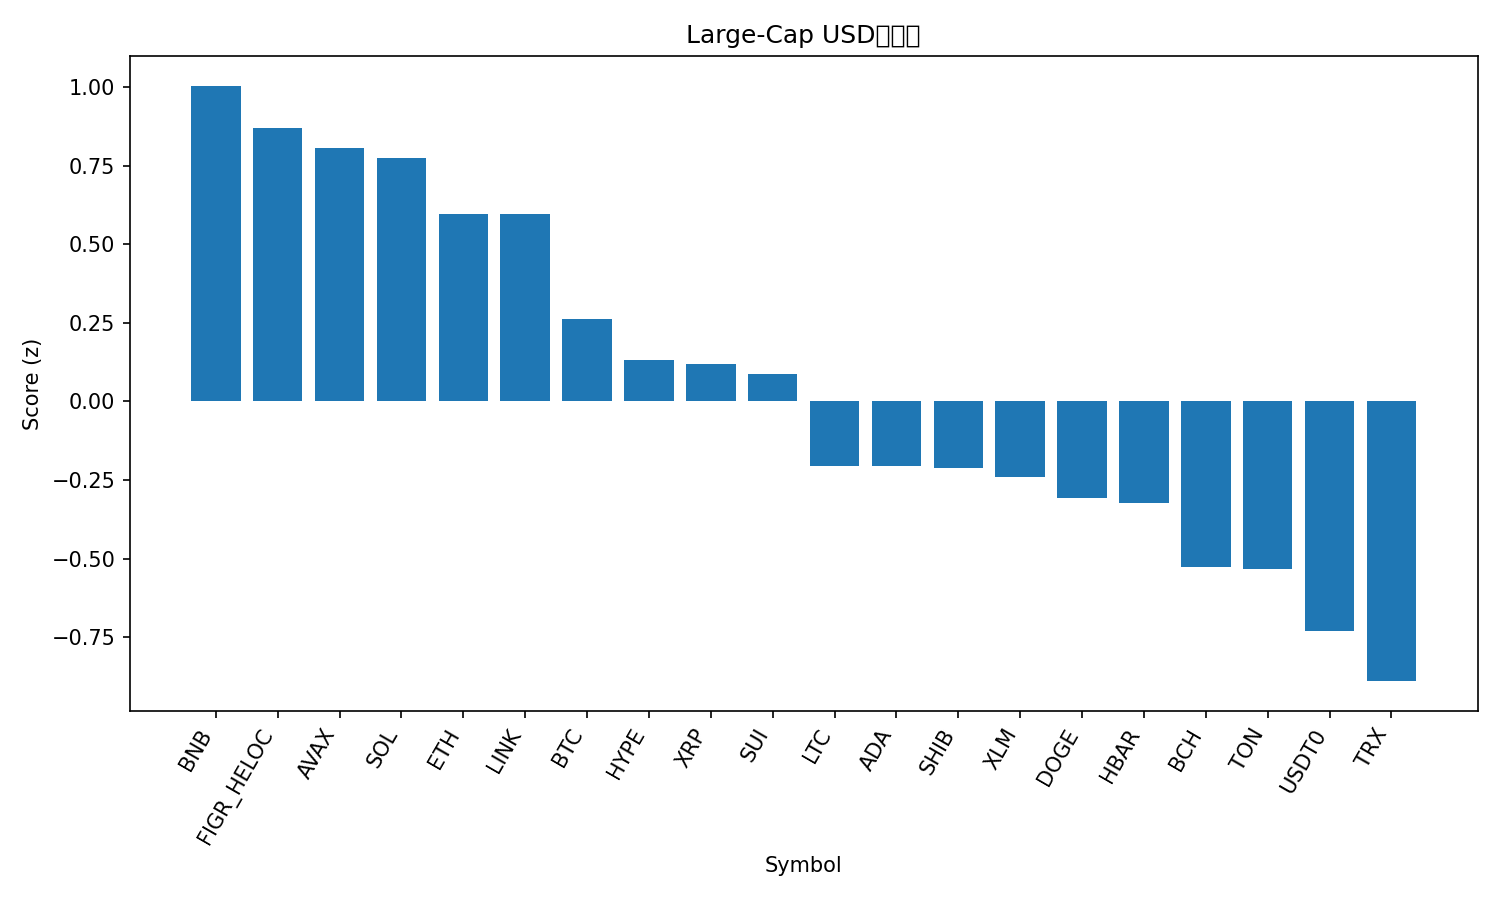 Large-Cap USD
1.00
0.75
0.50
0.25
0.00
−0.25
−0.50
−0.75
Score (z)
BNB
FIGR_HELOC
AVAX
SOL
ETH
LINK
BTC
HYPE
XRP
SUI
LTC
ADA
SHIB
XLM
DOGE
HBAR
BCH
TON
USDT0
TRX
Symbol